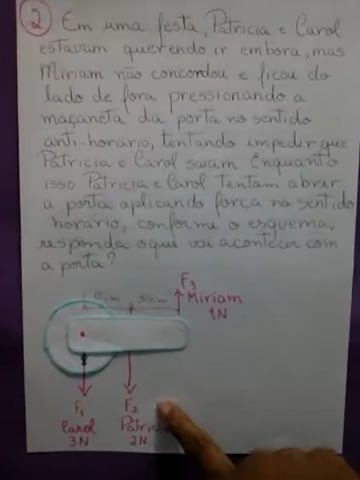 2 Em uma festa, Patricia e Carol
estavam querendo ir embora, mas
Miriam não concordou e ficou do
lado de fora pressionando a
maçaneta da porta no sentido
anti-horário, tentando impedir que
Patricia e Carol saiam. Enquanto
isso Patricia e Carol tentam abrir
a porta aplicando força no sentido
horário, conforme o esquema,
responda o que vai acontecer com
a porta?
F3
Miriam
1N
F1
Carol
3N
F2
2N